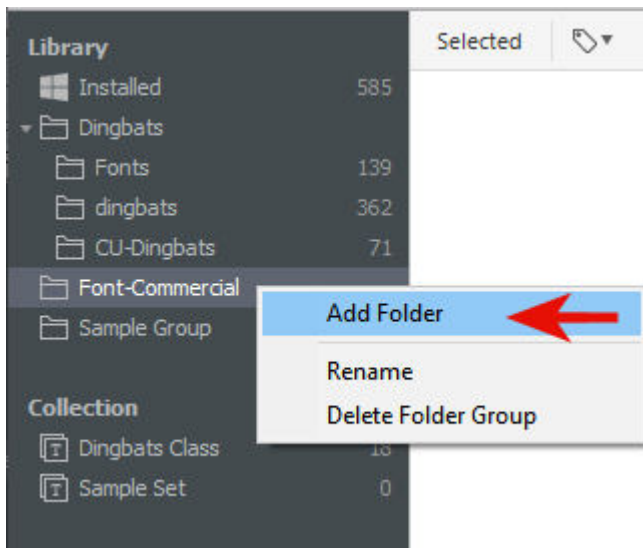 Library
Selected
Installed 585
Dingbats
Fonts 139
dingbats 362
CU-Dingbats 71
Font-Commercial
Add Folder
Sample Group
Rename
Collection
Delete Folder Group
Dingbats Class 18
Sample Set 0